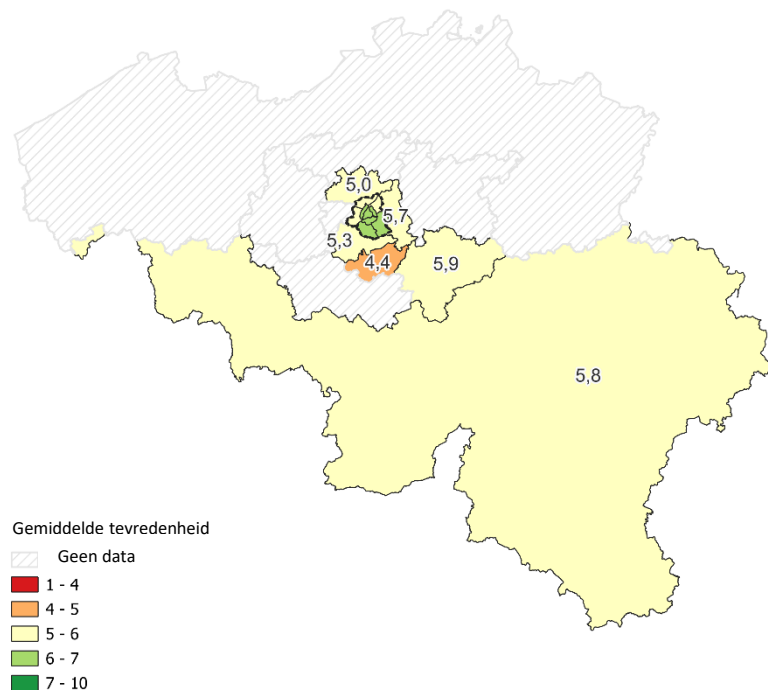 5,0
5,7
5,3
4,4
5,9
5,8
Gemiddelde tevredenheid
Geen data
1 - 4
4 - 5
5 - 6
6 - 7
7 - 10